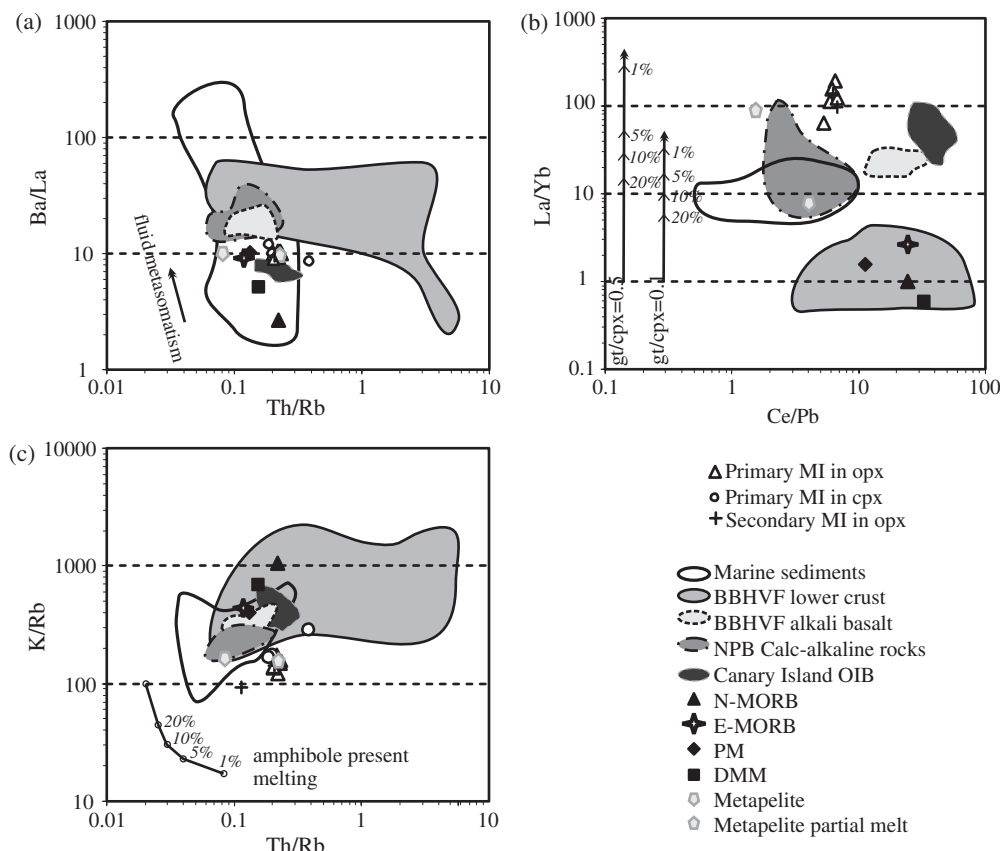 (a)
1000
100
10
1
Ba/La
fluid metasomatism
0.01
0.1
1
10
Th/Rb
(b)
1000
100
10
1
0.1
La/Yb
1%
5%
10%
20%
gt/cpx=0.5
1%
5%
10%
20%
gt/cpx=0.1
0.1
1
10
100
Ce/Pb
(c)
10000
1000
100
10
K/Rb
20%
10%
5%
1%
amphibole present
melting
0.01
0.1
1
10
Th/Rb
Primary MI in opx
Primary MI in cpx
Secondary MI in opx
Marine sediments
BBHVF lower crust
BBHVF alkali basalt
NPB Calc-alkaline rocks
Canary Island OIB
N-MORB
E-MORB
PM
DMM
Metapelite
Metapelite partial melt